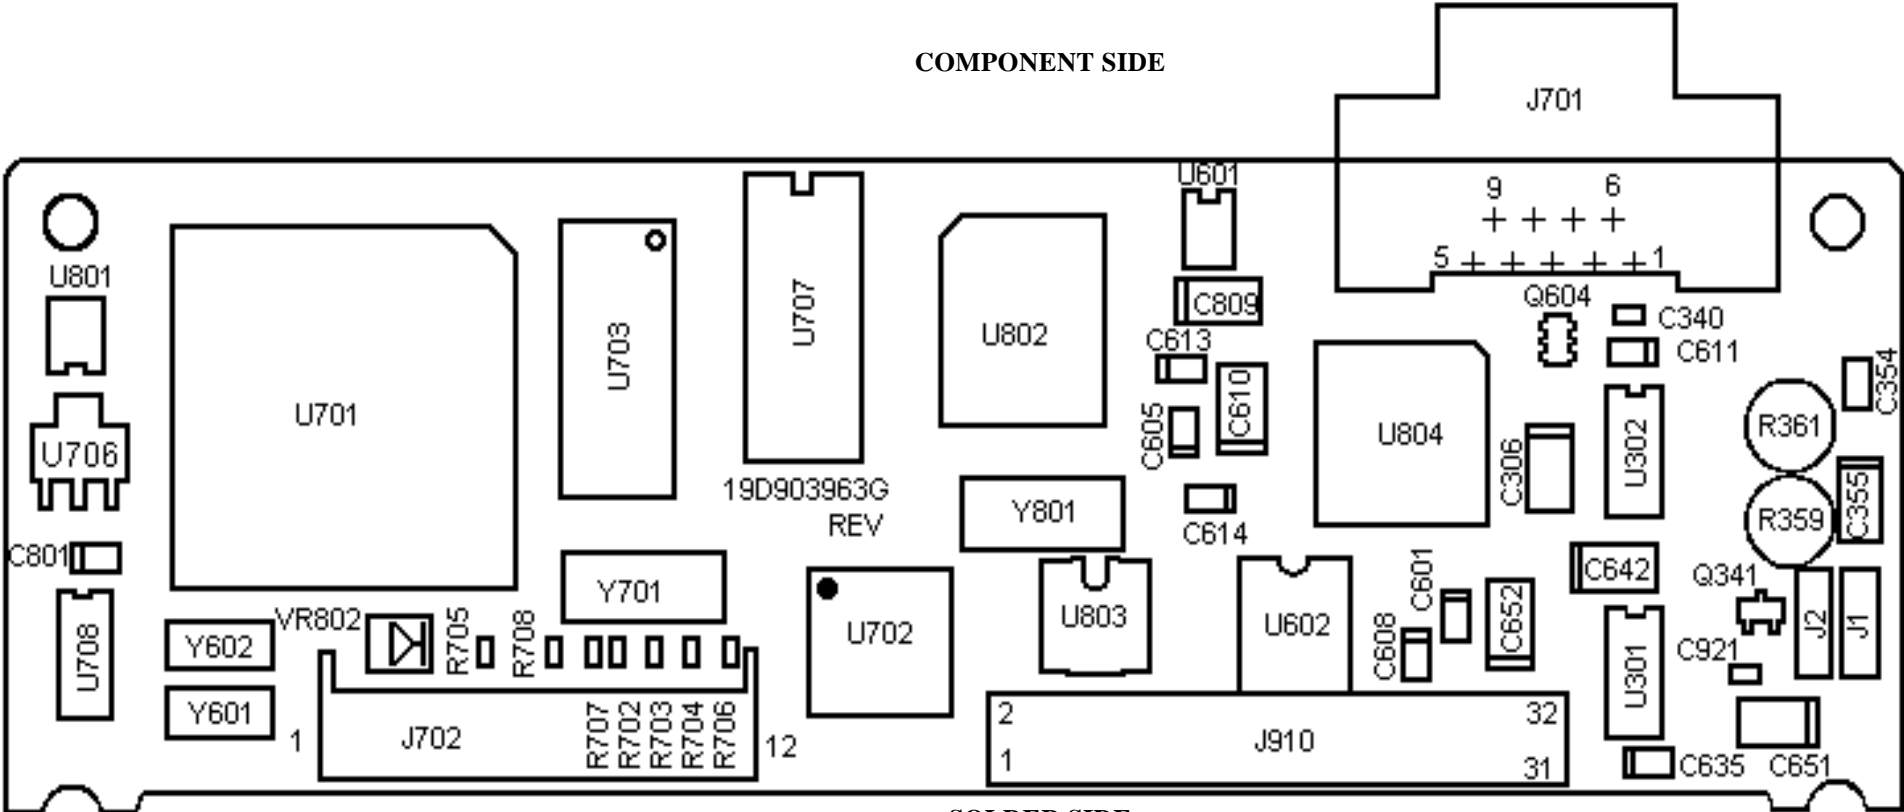 COMPONENT SIDE
J701
U601
9
6
5
1
U801
C809
Q604
C340
C613
C611
U707
U802
U703
C354
U701
C610
C605
U804
R361
U706
U302
C306
19D903963G
REV
Y801
C614
R359
C355
C801
Y701
U803
U602
C601
C642
Q341
VR802
R705
R708
U702
C608
C652
J2
J1
Y602
U708
C921
U301
Y601
1
J702
R707
R702
R703
R704
R706
12
2
32
J910
1
31
C635
C651
SOLDER SIDE